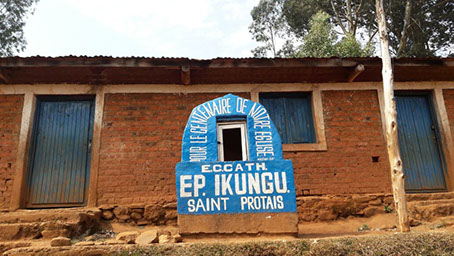 POUR LE CENTENAIRE DE NOTRE EGLISE
E.C.CATH.
EP. IKUNGU.
SAINT PROTAIS